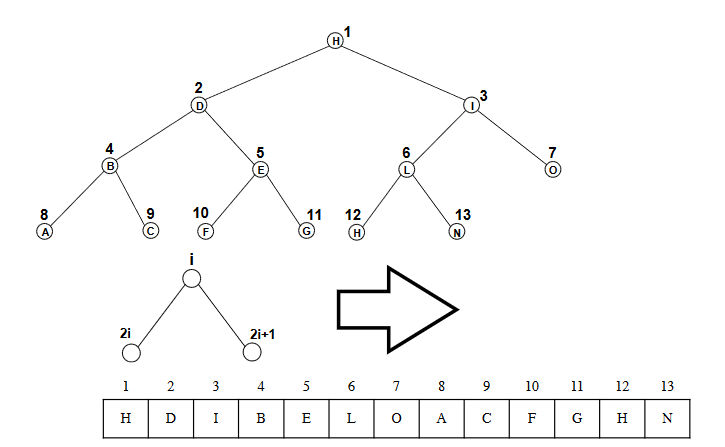 H 1
2
D
I 3
4
B
5
E
6
L
7
O
8
A
9
C
10
F
11
G
12
H
13
N
i
2i
2i+1
1 2 3 4 5 6 7 8 9 10 11 12 13
H D I B E L O A C F G H N